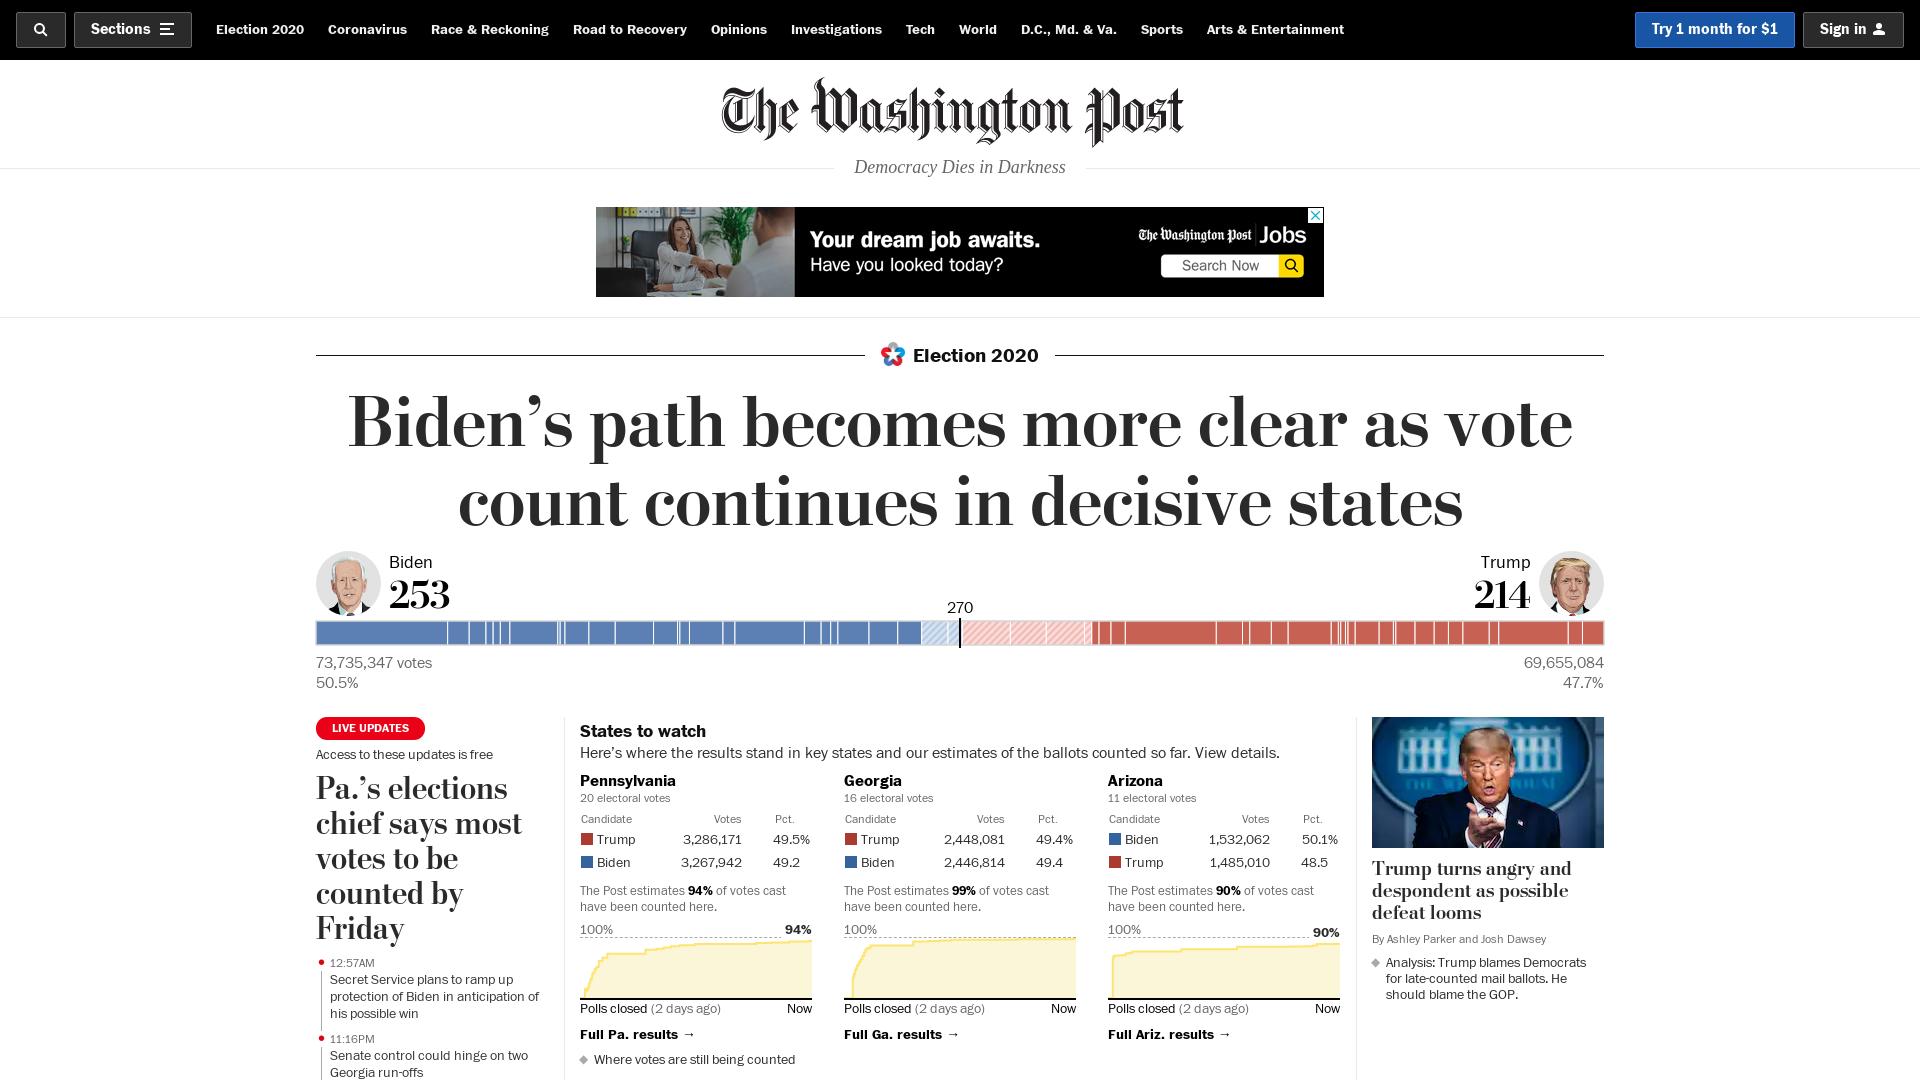 Sections
Election 2020
Coronavirus
Race & Reckoning
Road to Recovery
Opinions
Investigations
Tech
World
D.C., Md. & Va.
Sports
Arts & Entertainment
Try 1 month for $1
Sign in
The Washington Post
Democracy Dies in Darkness
Your dream job awaits.
Have you looked today?
The Washington Post Jobs
Search Now
Election 2020
Biden’s path becomes more clear as vote
count continues in decisive states
Biden
253
270
Trump
214
73,735,347 votes
50.5%
69,655,084
47.7%
LIVE UPDATES
Access to these updates is free
Pa.’s elections
chief says most
votes to be
counted by
Friday
12:57AM
Secret Service plans to ramp up
protection of Biden in anticipation of
his possible win
11:16PM
Senate control could hinge on two
Georgia run-offs
States to watch
Here’s where the results stand in key states and our estimates of the ballots counted so far. View details.
Pennsylvania
20 electoral votes
Candidate Votes Pct.
Trump 3,286,171 49.5%
Biden 3,267,942 49.2
The Post estimates 94% of votes cast
have been counted here.
100% 94%
Polls closed (2 days ago) Now
Full Pa. results →
Where votes are still being counted
Georgia
16 electoral votes
Candidate Votes Pct.
Trump 2,448,081 49.4%
Biden 2,446,814 49.4
The Post estimates 99% of votes cast
have been counted here.
100%
Polls closed (2 days ago) Now
Full Ga. results →
Arizona
11 electoral votes
Candidate Votes Pct.
Biden 1,532,062 50.1%
Trump 1,485,010 48.5
The Post estimates 90% of votes cast
have been counted here.
100% 90%
Polls closed (2 days ago) Now
Full Ariz. results →
Trump turns angry and
despondent as possible
defeat looms
By Ashley Parker and Josh Dawsey
Analysis: Trump blames Democrats
for late-counted mail ballots. He
should blame the GOP.